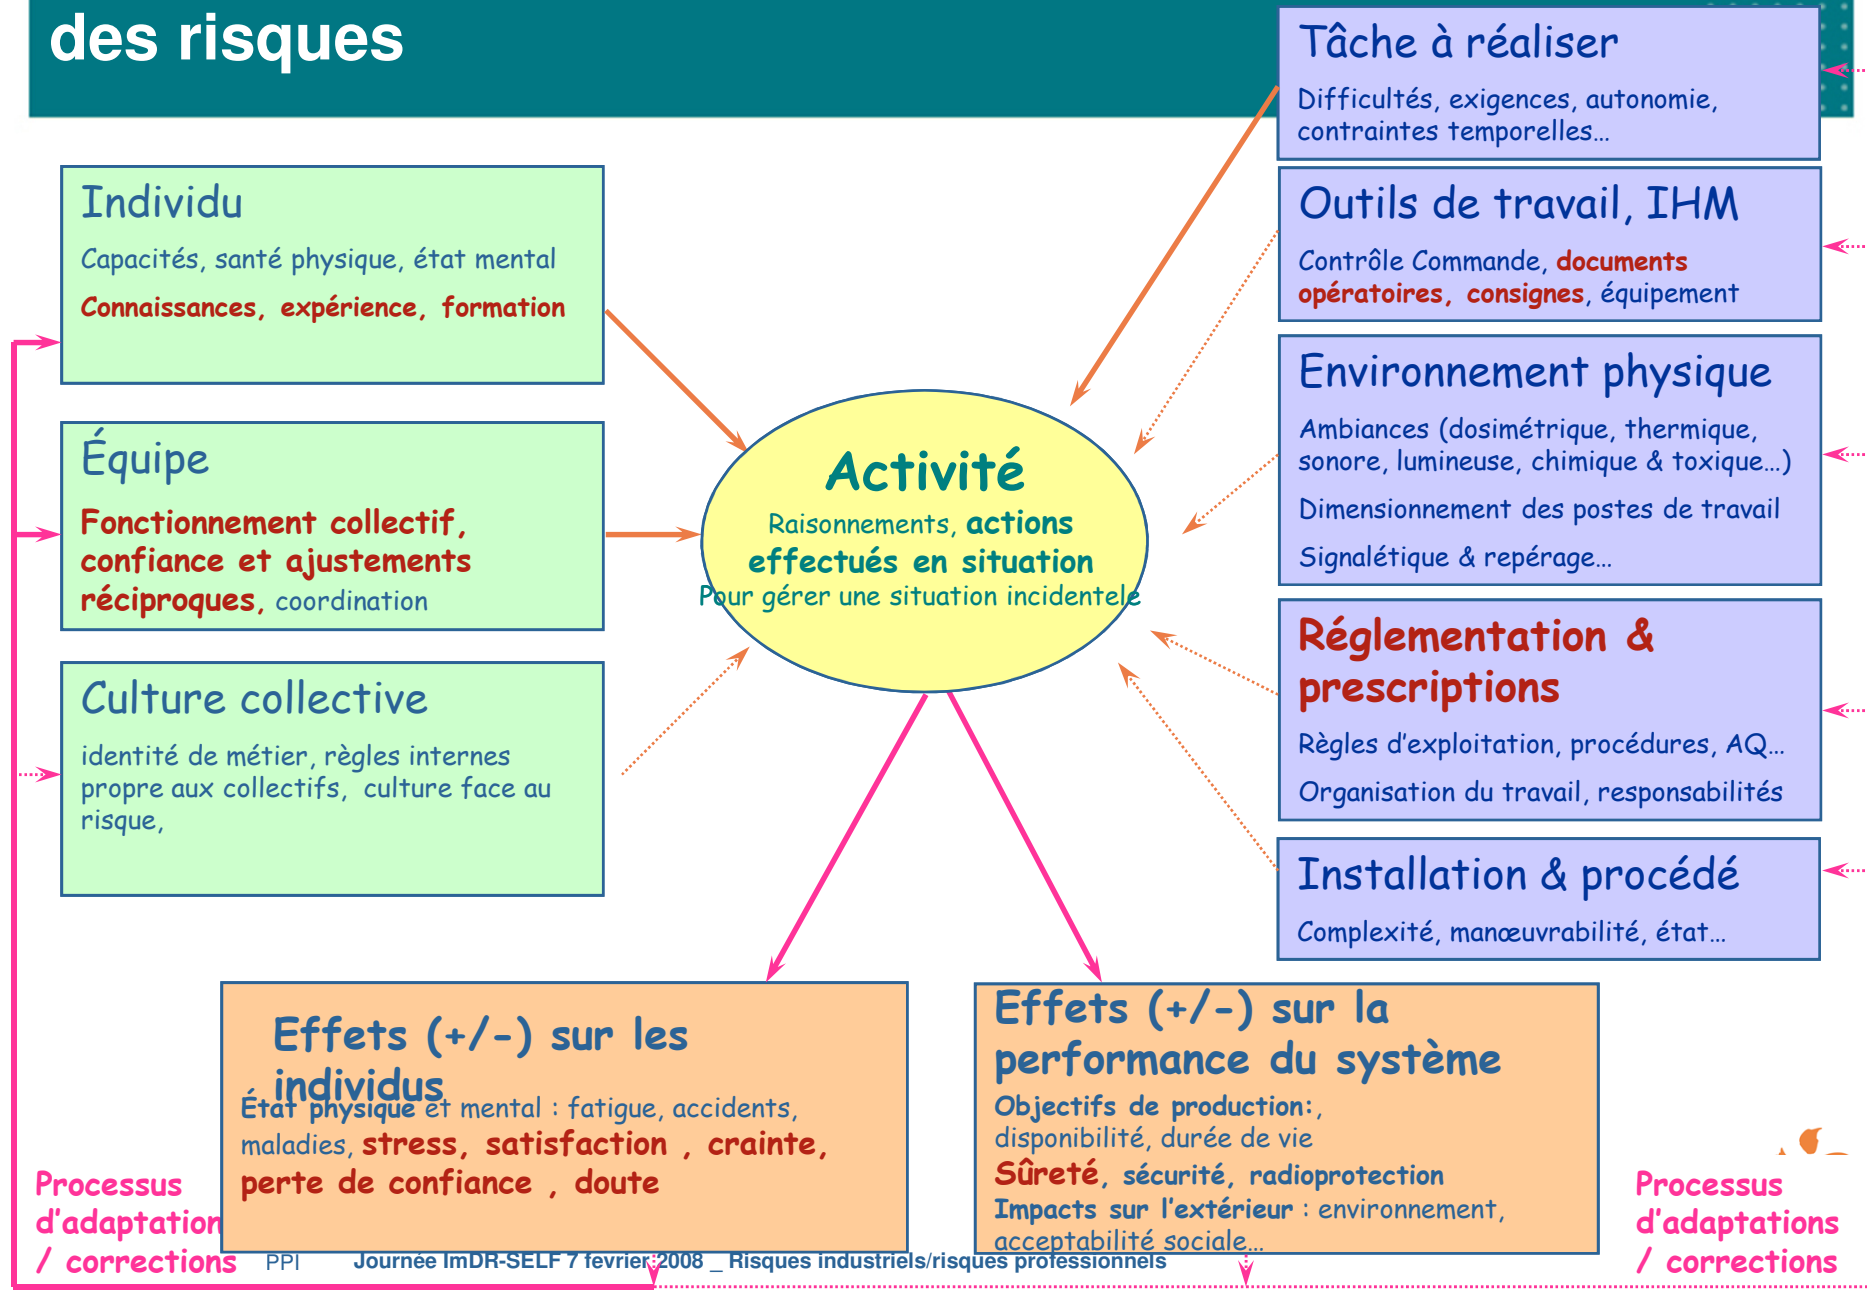 des risques
Tâche à réaliser
Difficultés, exigences, autonomie,
contraintes temporelles…
Individu
Capacités, santé physique, état mental
Connaissances, expérience, formation
Outils de travail, IHM
Contrôle Commande, documents
opératoires, consignes, équipement
Environnement physique
Ambiances (dosimétrique, thermique,
sonore, lumineuse, chimique & toxique…)
Dimensionnement des postes de travail
Signalétique & repérage…
Équipe
Fonctionnement collectif,
confiance et ajustements
réciproques, coordination
Activité
Raisonnements, actions
effectués en situation
Pour gérer une situation incidentele
Réglementation &
prescriptions
Règles d’exploitation, procédures, AQ…
Organisation du travail, responsabilités
Culture collective
identité de métier, règles internes
propre aux collectifs, culture face au
risque,
Installation & procédé
Complexité, manœuvrabilité, état…
Effets (+/-) sur les
individus
État physique et mental : fatigue, accidents,
maladies, stress, satisfaction , crainte,
perte de confiance , doute
Effets (+/-) sur la
performance du système
Objectifs de production:,
disponibilité, durée de vie
Sûreté, sécurité, radioprotection
Impacts sur l’extérieur : environnement,
acceptabilité sociale…
Processus
d’adaptation
/ corrections
Processus
d’adaptations
/ corrections
PPI
Journée ImDR-SELF 7 fevrier 2008 _ Risques industriels/risques professionnels